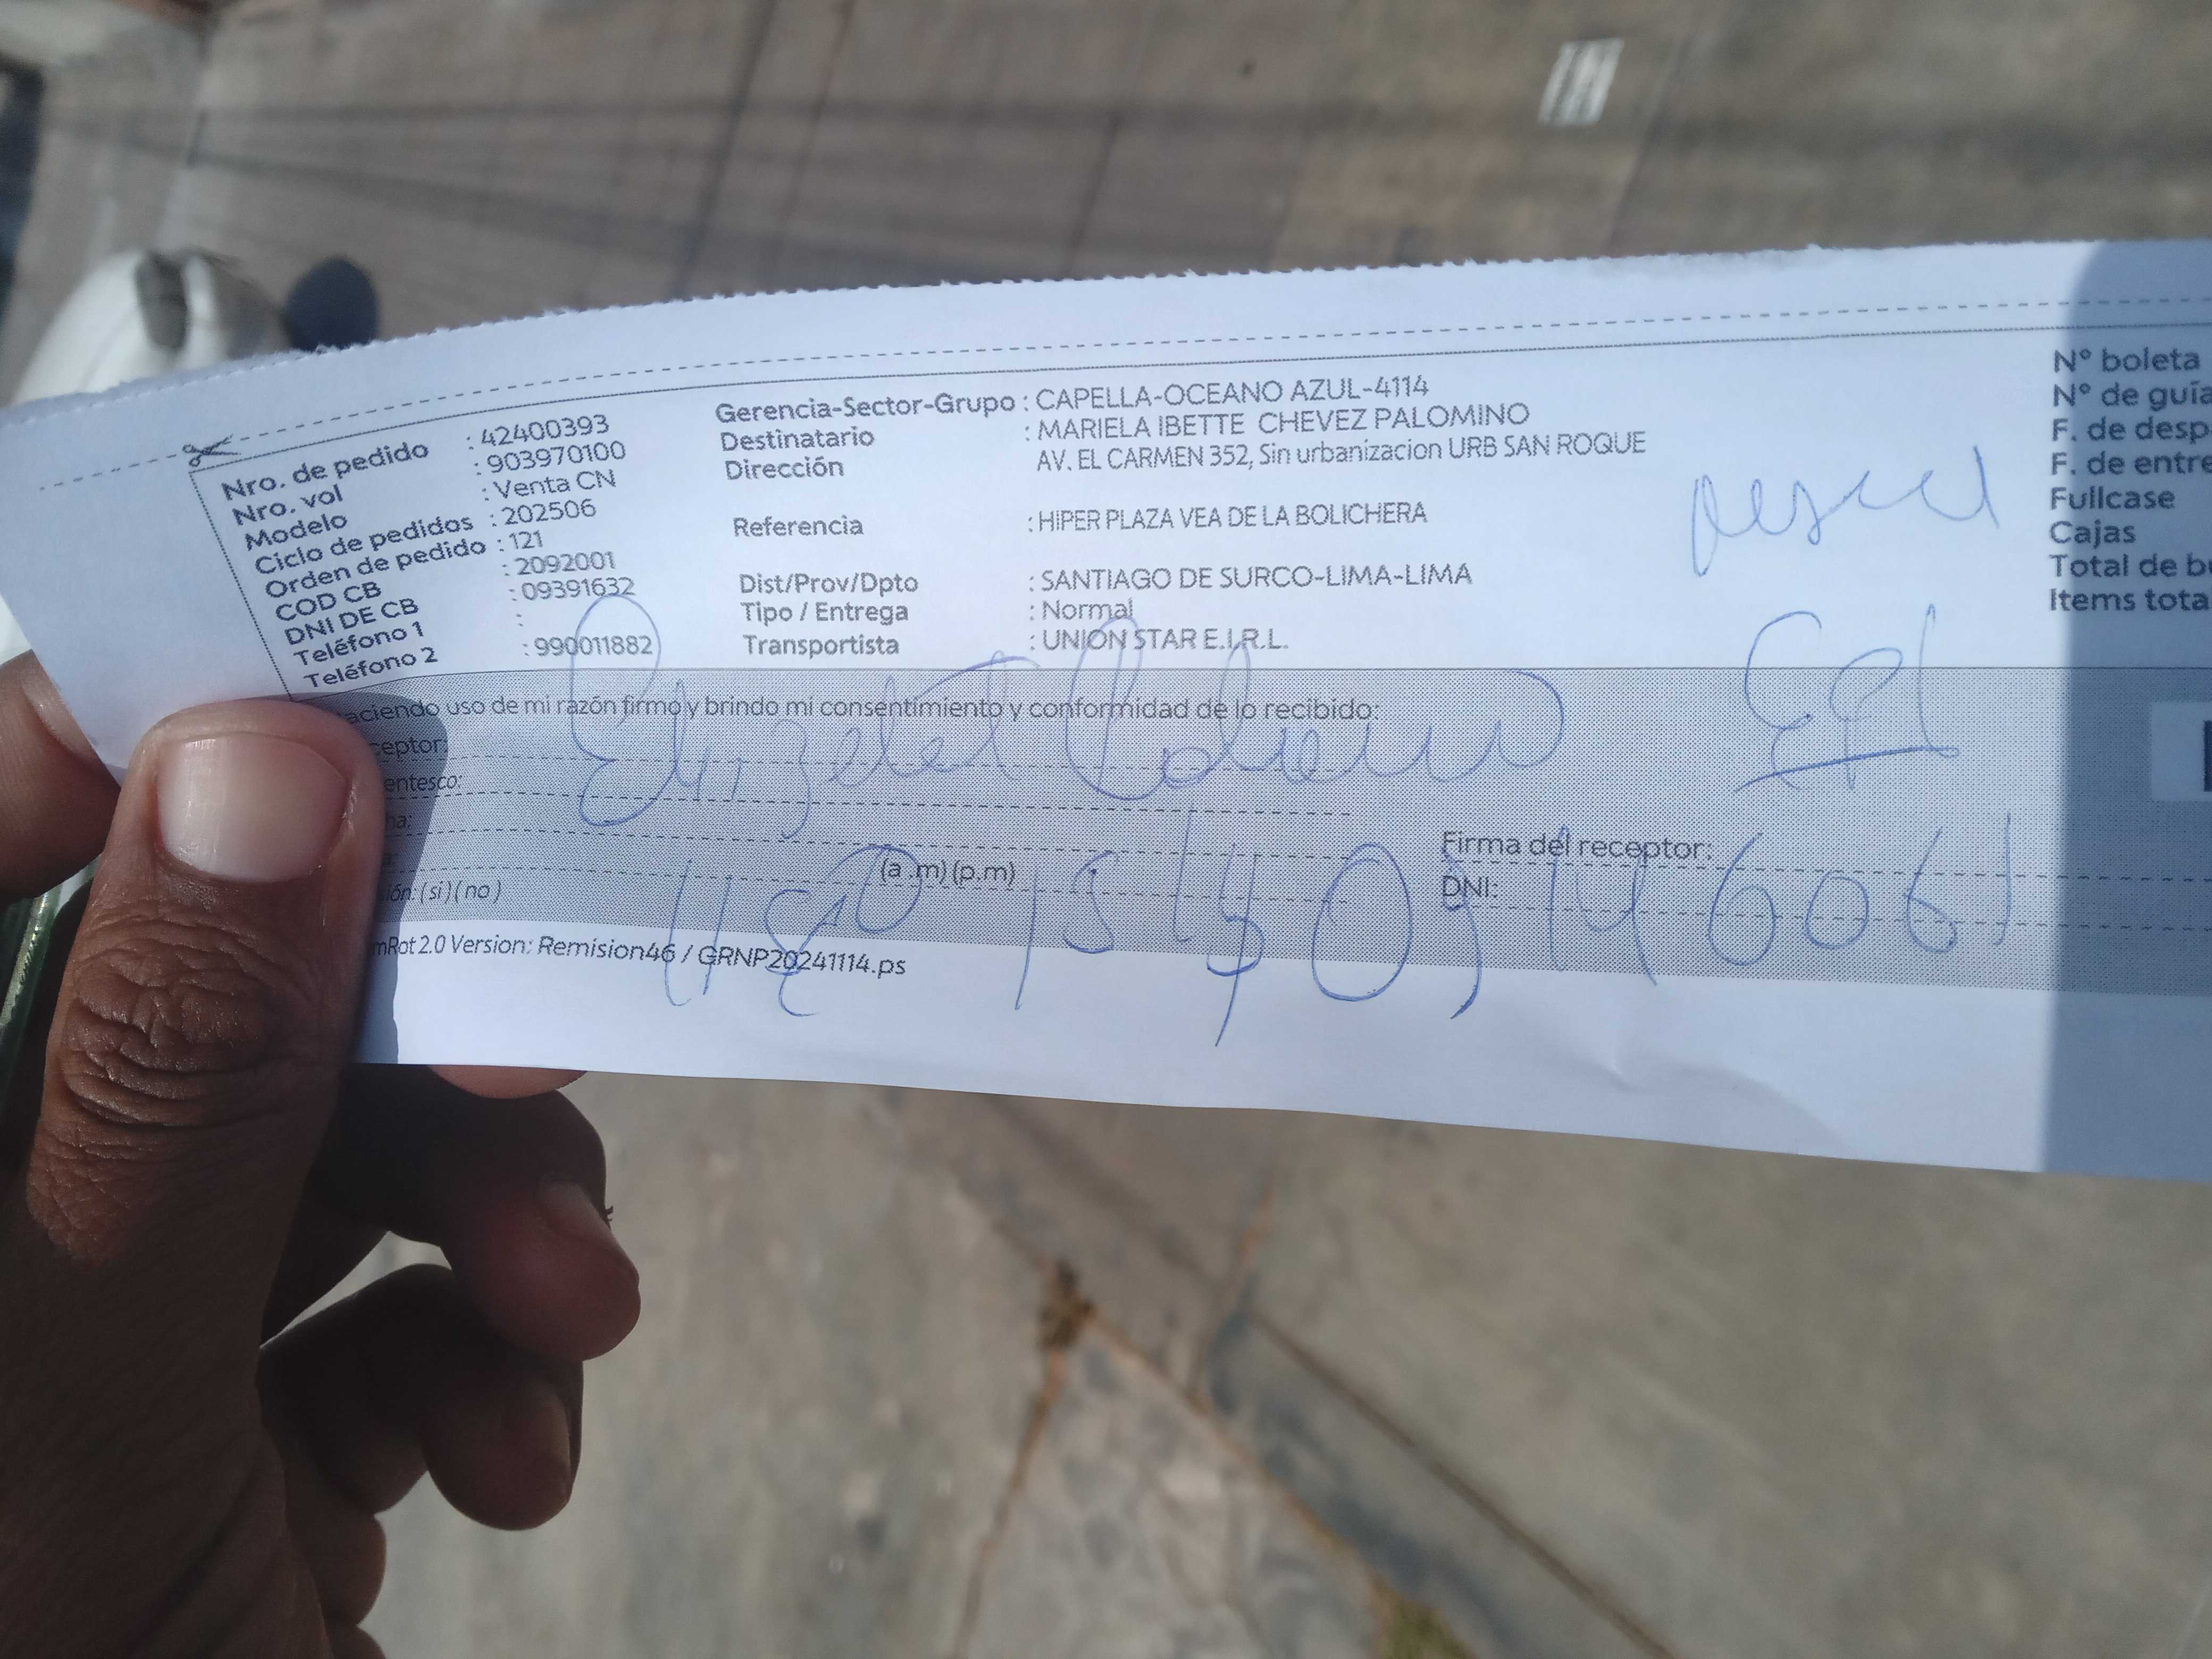 Nro. de pedido : 42400393
Nro. vol : 903970100
Modelo : Venta CN
Ciclo de pedidos : 202506
Orden de pedido : 121
COD CB : 2092001
DNI DE CB : 09391632
Teléfono 1 :
Teléfono 2 : 990011882
Gerencia-Sector-Grupo : CAPELLA-OCEANO AZUL-4114
Destinatario : MARIELA IBETTE CHEVEZ PALOMINO
Dirección AV. EL CARMEN 352, Sin urbanizacion URB SAN ROQUE
Referencia : HIPER PLAZA VEA DE LA BOLICHERA
Dist/Prov/Dpto : SANTIAGO DE SURCO-LIMA-LIMA
Tipo / Entrega : Normal
Transportista : UNION STAR E.I.R.L.
N° boleta
N° de guía
F. de desp
F. de entre
Fullcase
Cajas
Total de bu
Items tota
aciendo uso de mi razón firmo y brindo mi consentimiento y conformidad de lo recibido:
ceptor:
entesco:
ha:
a: (a .m) (p.m)
ión: (si) (no)
Firma del receptor:
DNI:
mRot 2.0 Version: Remision46 / GRNP20241114.ps